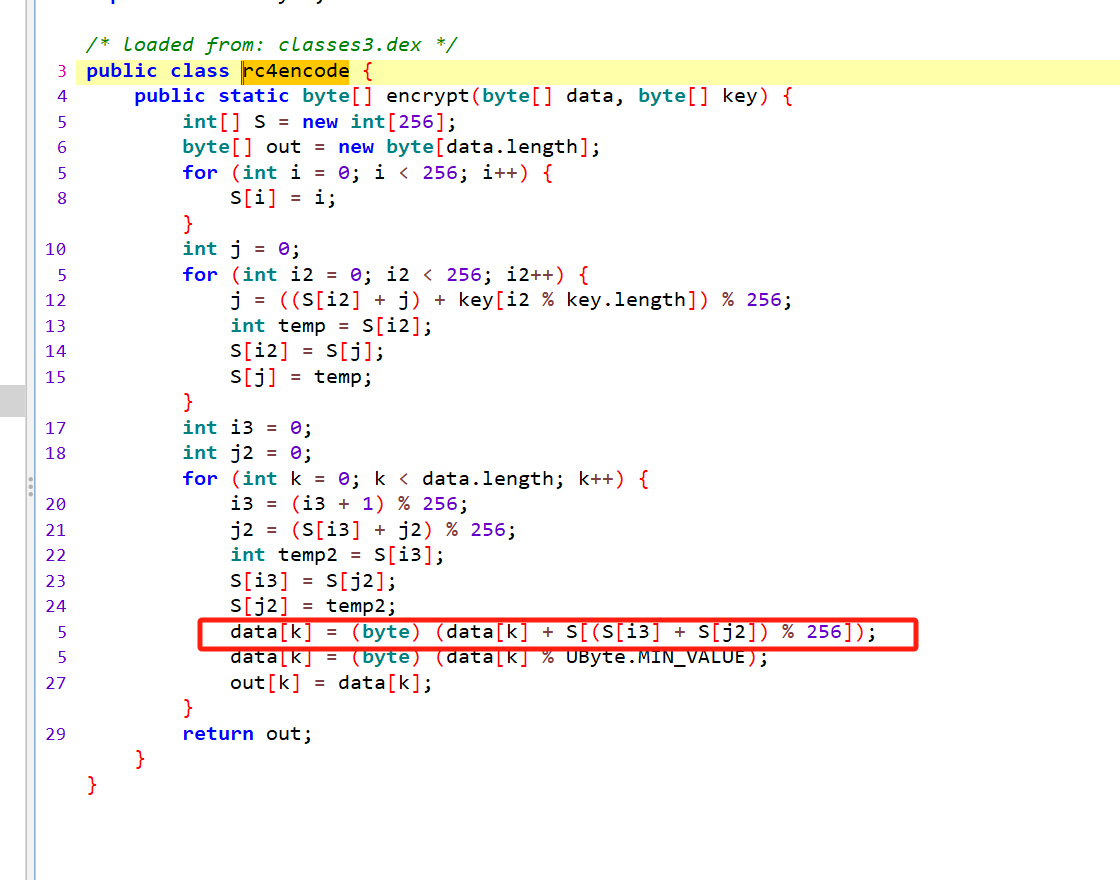 /* loaded from: classes3.dex */
3 public class rc4encode {
4 public static byte[] encrypt(byte[] data, byte[] key) {
5 int[] S = new int[256];
6 byte[] out = new byte[data.length];
5 for (int i = 0; i < 256; i++) {
8 S[i] = i;
}
10 int j = 0;
5 for (int i2 = 0; i2 < 256; i2++) {
12 j = ((S[i2] + j) + key[i2 % key.length]) % 256;
13 int temp = S[i2];
14 S[i2] = S[j];
15 S[j] = temp;
}
17 int i3 = 0;
18 int j2 = 0;
for (int k = 0; k < data.length; k++) {
20 i3 = (i3 + 1) % 256;
21 j2 = (S[i3] + j2) % 256;
22 int temp2 = S[i3];
23 S[i3] = S[j2];
24 S[j2] = temp2;
5 data[k] = (byte) (data[k] + S[(S[i3] + S[j2]) % 256]);
5 data[k] = (byte) (data[k] % UByte.MIN_VALUE);
27 out[k] = data[k];
}
29 return out;
}
}